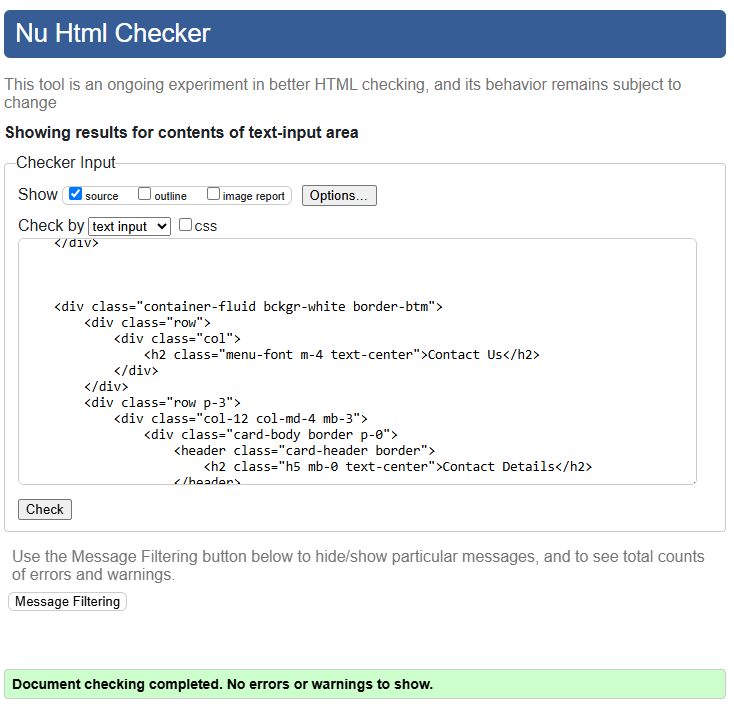 Nu Html Checker
This tool is an ongoing experiment in better HTML checking, and its behavior remains subject to
change
Showing results for contents of text-input area
Checker Input
Show source outline image report Options...
Check by text input css
</div>
<div class="container-fluid bckgr-white border-btm">
<div class="row">
<div class="col">
<h2 class="menu-font m-4 text-center">Contact Us</h2>
</div>
</div>
<div class="row p-3">
<div class="col-12 col-md-4 mb-3">
<div class="card-body border p-0">
<header class="card-header border">
<h2 class="h5 mb-0 text-center">Contact Details</h2>
</header>
Check
Use the Message Filtering button below to hide/show particular messages, and to see total counts
of errors and warnings.
Message Filtering
Document checking completed. No errors or warnings to show.